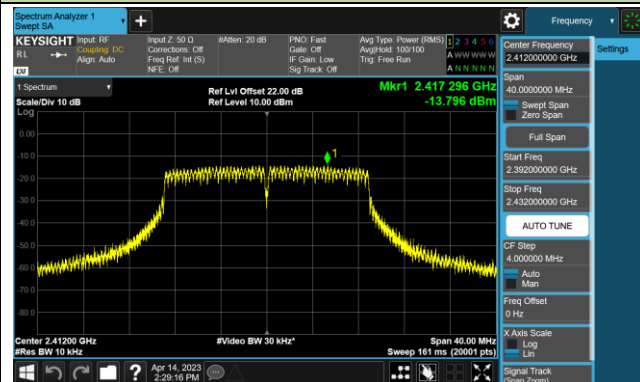 Spectrum Analyzer 1
Swept SA
+
Frequency
KEYSIGHT
Input: RF
Input Z: 50 Ω
#Atten: 20 dB
PNO: Fast
Avg Type: Power (RMS)
1 2 3 4 5 6
RL
Coupling: DC
Corrections: Off
Gate: Off
Avg|Hold: 100/100
A W W W W W
Align: Auto
Freq Ref: Int (S)
IF Gain: Low
Trig: Free Run
LXI
NFE: Off
Sig Track: Off
A N N N N N
1 Spectrum
Ref Lvl Offset 22.00 dB
Mkr1 2.417 296 GHz
Scale/Div 10 dB
Ref Level 10.00 dBm
-13.796 dBm
Log
0.00
-10.0
1
-20.0
-30.0
-40.0
-50.0
-60.0
-70.0
-80.0
Center 2.41200 GHz
#Video BW 30 kHz*
Span 40.00 MHz
#Res BW 10 kHz
Sweep 161 ms (20001 pts)
?
Apr 14, 2023
2:29:16 PM
Center Frequency
2.412000000 GHz
Settings
Span
40.0000000 MHz
Swept Span
Zero Span
Full Span
Start Freq
2.392000000 GHz
Stop Freq
2.432000000 GHz
AUTO TUNE
CF Step
4.000000 MHz
Auto
Man
Freq Offset
0 Hz
X Axis Scale
Log
Lin
Signal Track
(Span Zoom)